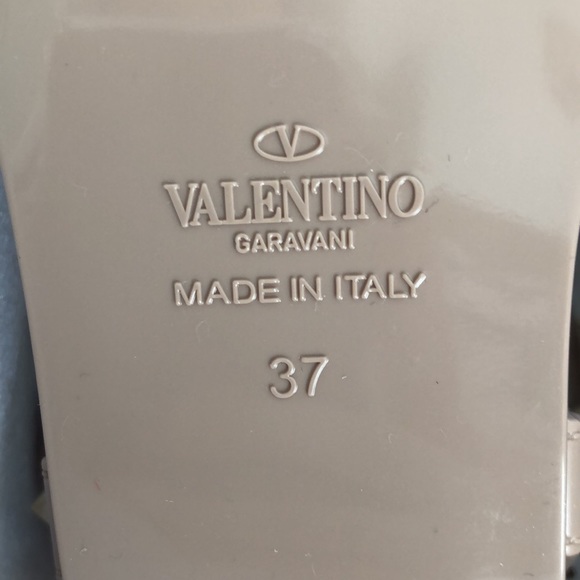 V
VALENTINO
GARAVANI
MADE IN ITALY
37